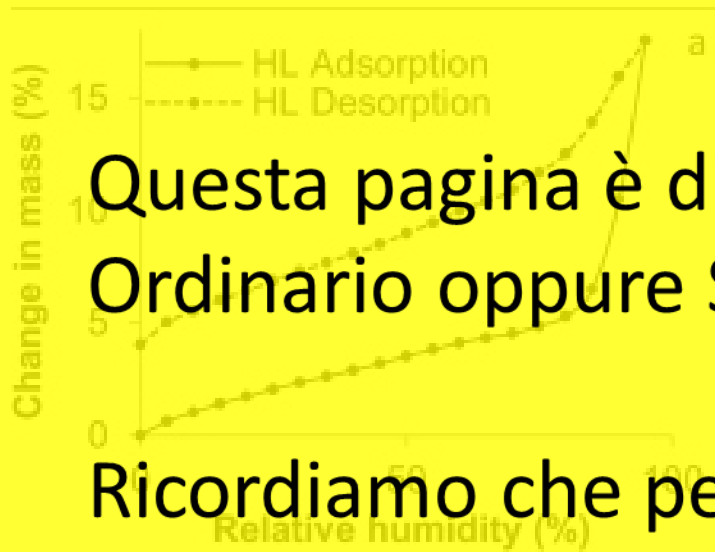 a
HL Adsorption
HL Desorption
15
Change in mass (%)
Questa pagina è d
10
Ordinario oppure S
5
0
Ricordiamo che pe
0 50 100
Relative humidity (%)